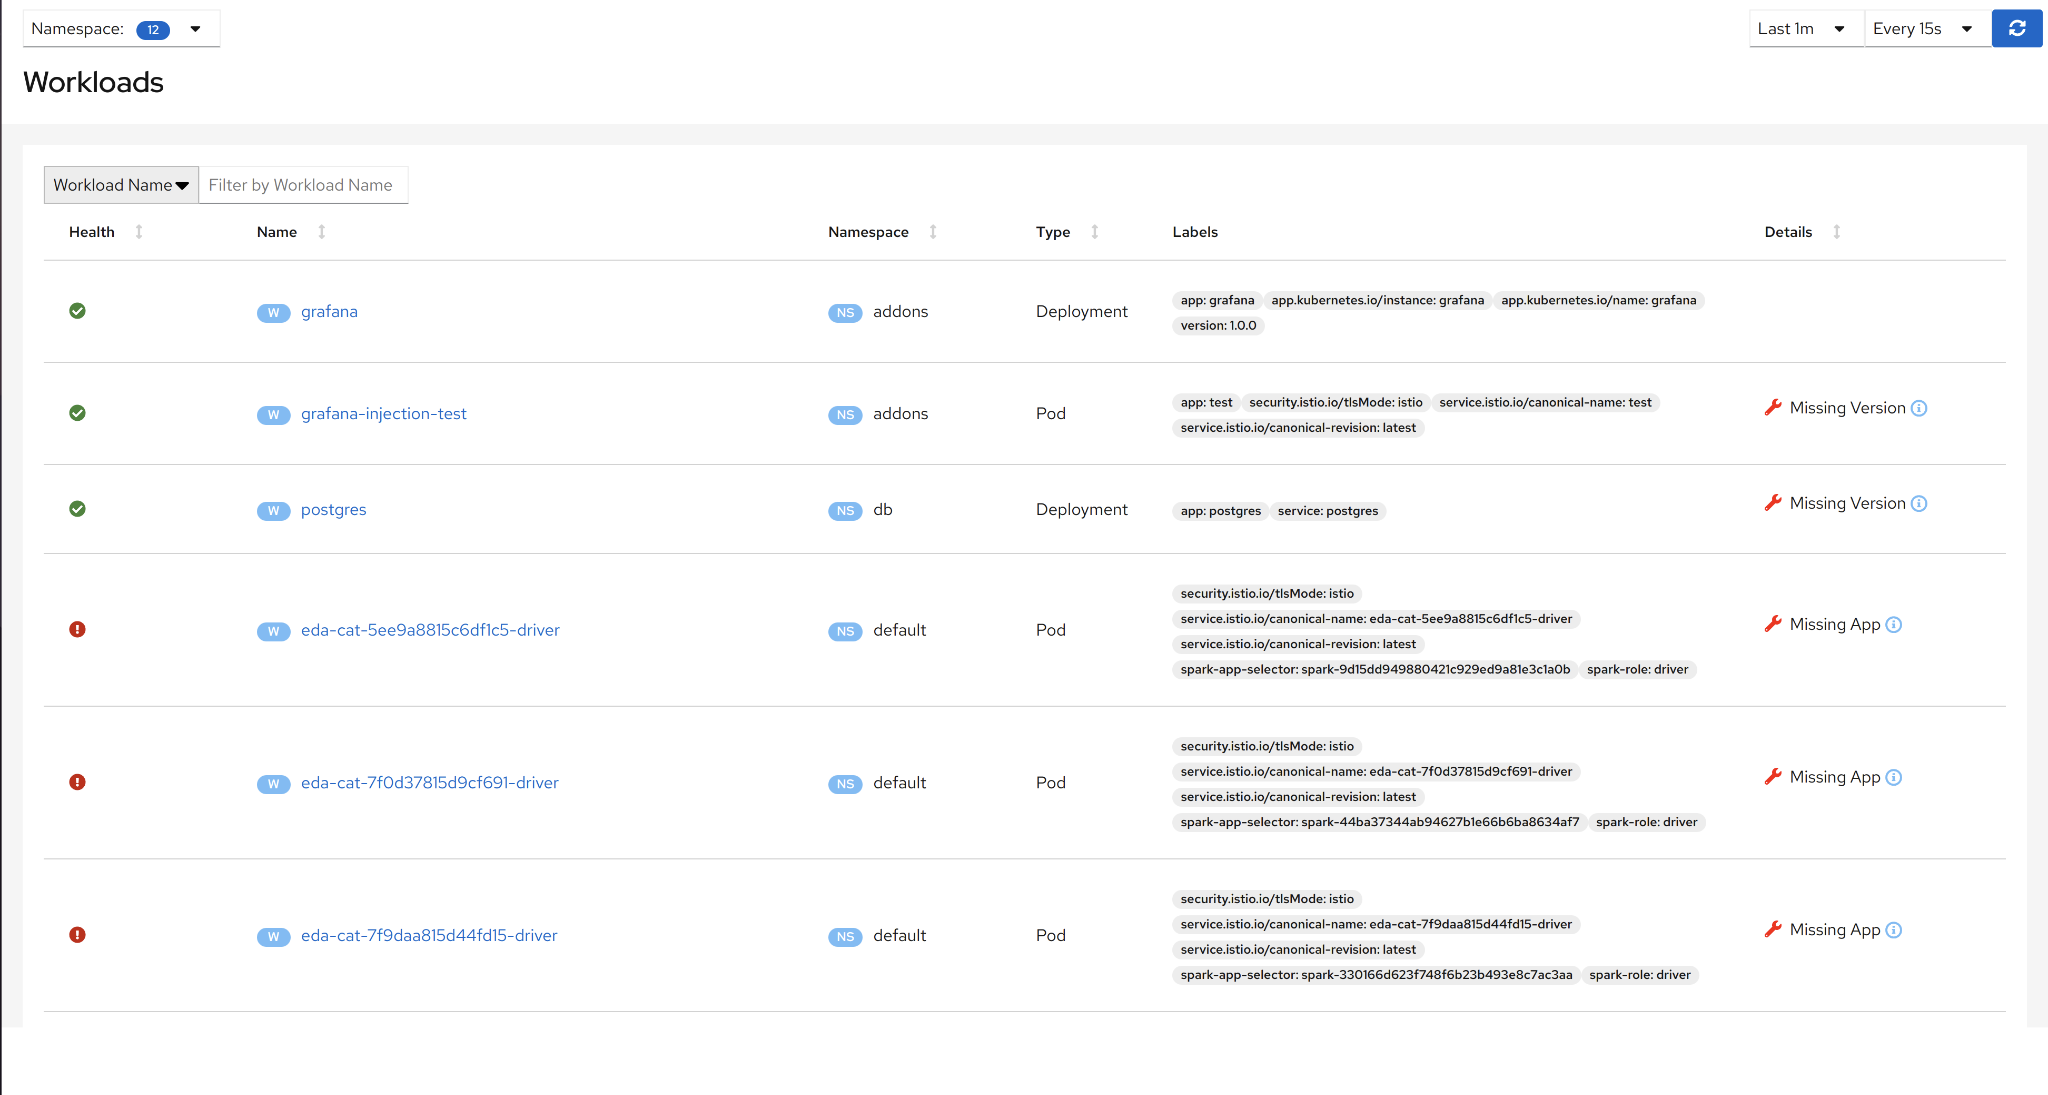 Namespace: 12
Last 1m
Every 15s
Workloads
Workload Name
Filter by Workload Name
Health Name Namespace Type Labels Details
W grafana NS addons Deployment
app: grafana app.kubernetes.io/instance: grafana app.kubernetes.io/name: grafana
version: 1.0.0
W grafana-injection-test NS addons Pod
app: test security.istio.io/tlsMode: istio service.istio.io/canonical-name: test
service.istio.io/canonical-revision: latest
Missing Version
W postgres NS db Deployment
app: postgres service: postgres
Missing Version
W eda-cat-5ee9a8815c6df1c5-driver NS default Pod
security.istio.io/tlsMode: istio
service.istio.io/canonical-name: eda-cat-5ee9a8815c6df1c5-driver
service.istio.io/canonical-revision: latest
spark-app-selector: spark-9d15dd949880421c929ed9a81e3c1a0b spark-role: driver
Missing App
W eda-cat-7f0d37815d9cf691-driver NS default Pod
security.istio.io/tlsMode: istio
service.istio.io/canonical-name: eda-cat-7f0d37815d9cf691-driver
service.istio.io/canonical-revision: latest
spark-app-selector: spark-44ba37344ab94627b1e66b6ba8634af7 spark-role: driver
Missing App
W eda-cat-7f9daa815d44fd15-driver NS default Pod
security.istio.io/tlsMode: istio
service.istio.io/canonical-name: eda-cat-7f9daa815d44fd15-driver
service.istio.io/canonical-revision: latest
spark-app-selector: spark-330166d623f748f6b23b493e8c7ac3aa spark-role: driver
Missing App